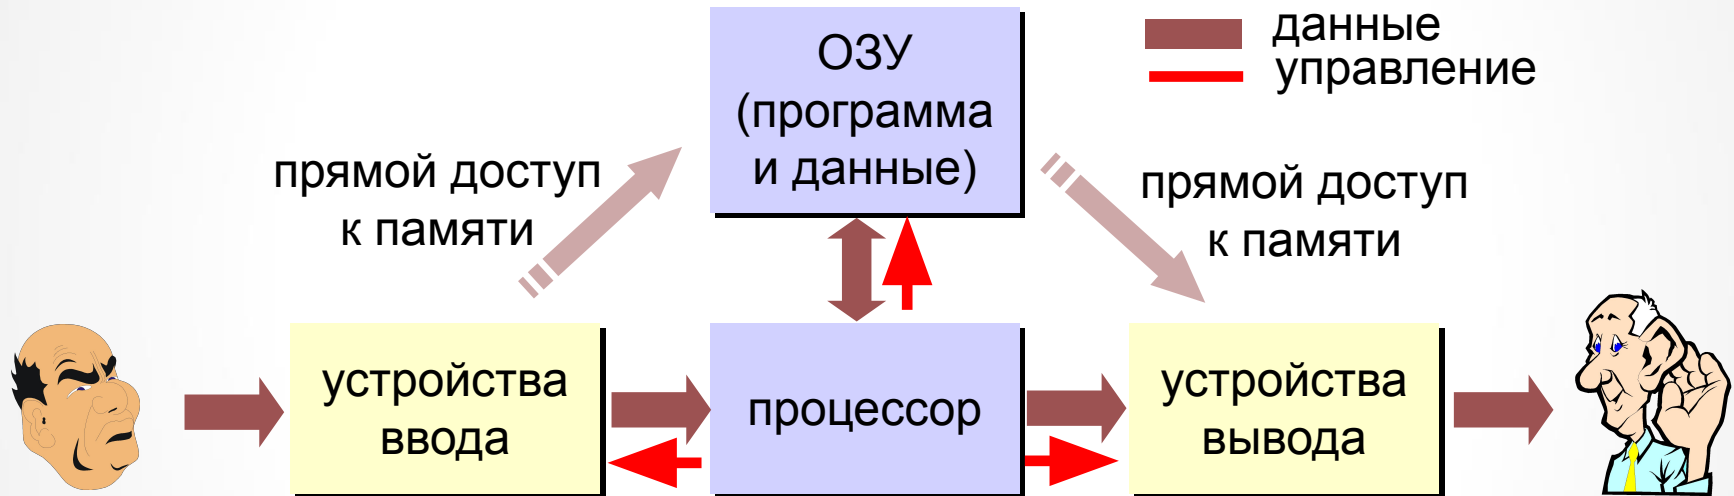 ОЗУ
(программа
и данные)
данные
управление
прямой доступ
к памяти
прямой доступ
к памяти
устройства
ввода
процессор
устройства
вывода